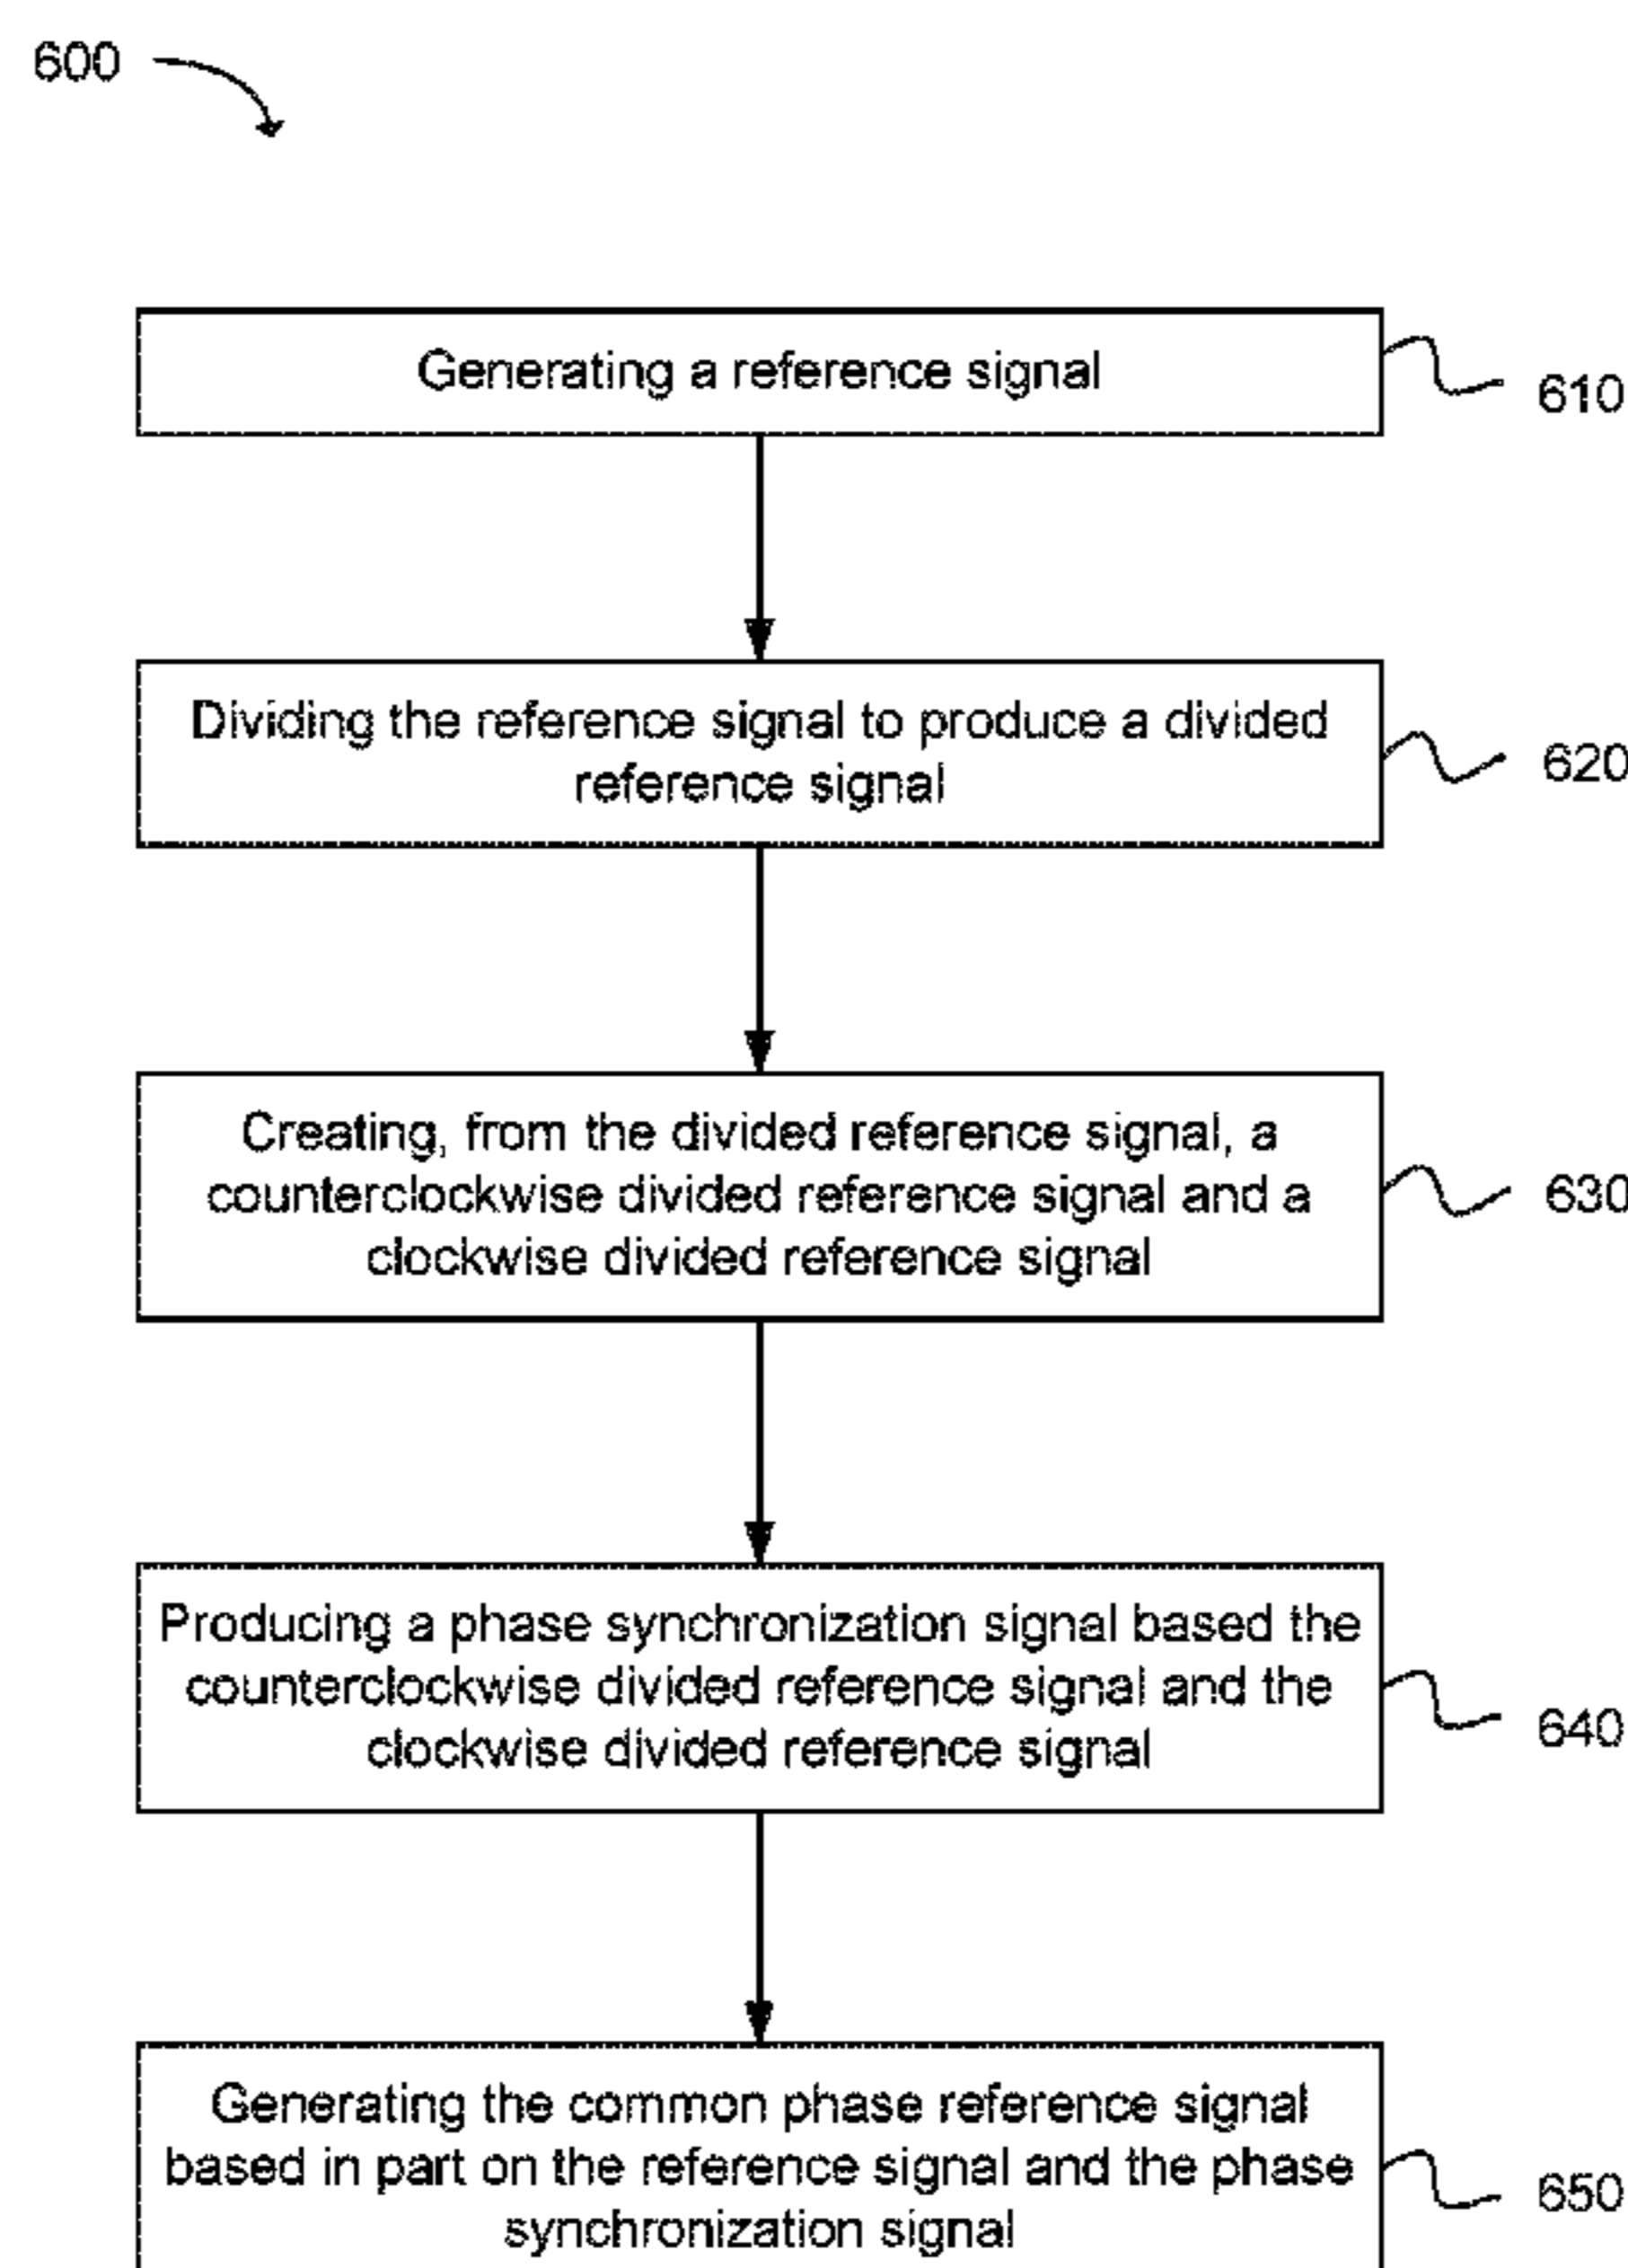 600
Generating a reference signal
610
Dividing the reference signal to produce a divided
reference signal
620
Creating, from the divided reference signal, a
counterclockwise divided reference signal and a
clockwise divided reference signal
630
Producing a phase synchronization signal based the
counterclockwise divided reference signal and the
clockwise divided reference signal
640
Generating the common phase reference signal
based in part on the reference signal and the phase
synchronization signal
650